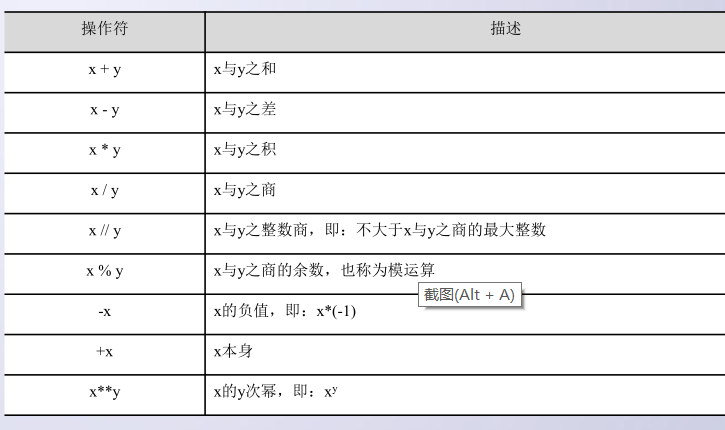 操作符 描述
x + y x与y之和
x - y x与y之差
x * y x与y之积
x / y x与y之商
x // y x与y之整数商，即：不大于x与y之商的最大整数
x % y x与y之商的余数，也称为模运算
截图(Alt + A)
-x x的负值，即：x*(-1)
+x x本身
x**y x的y次幂，即：xʸ